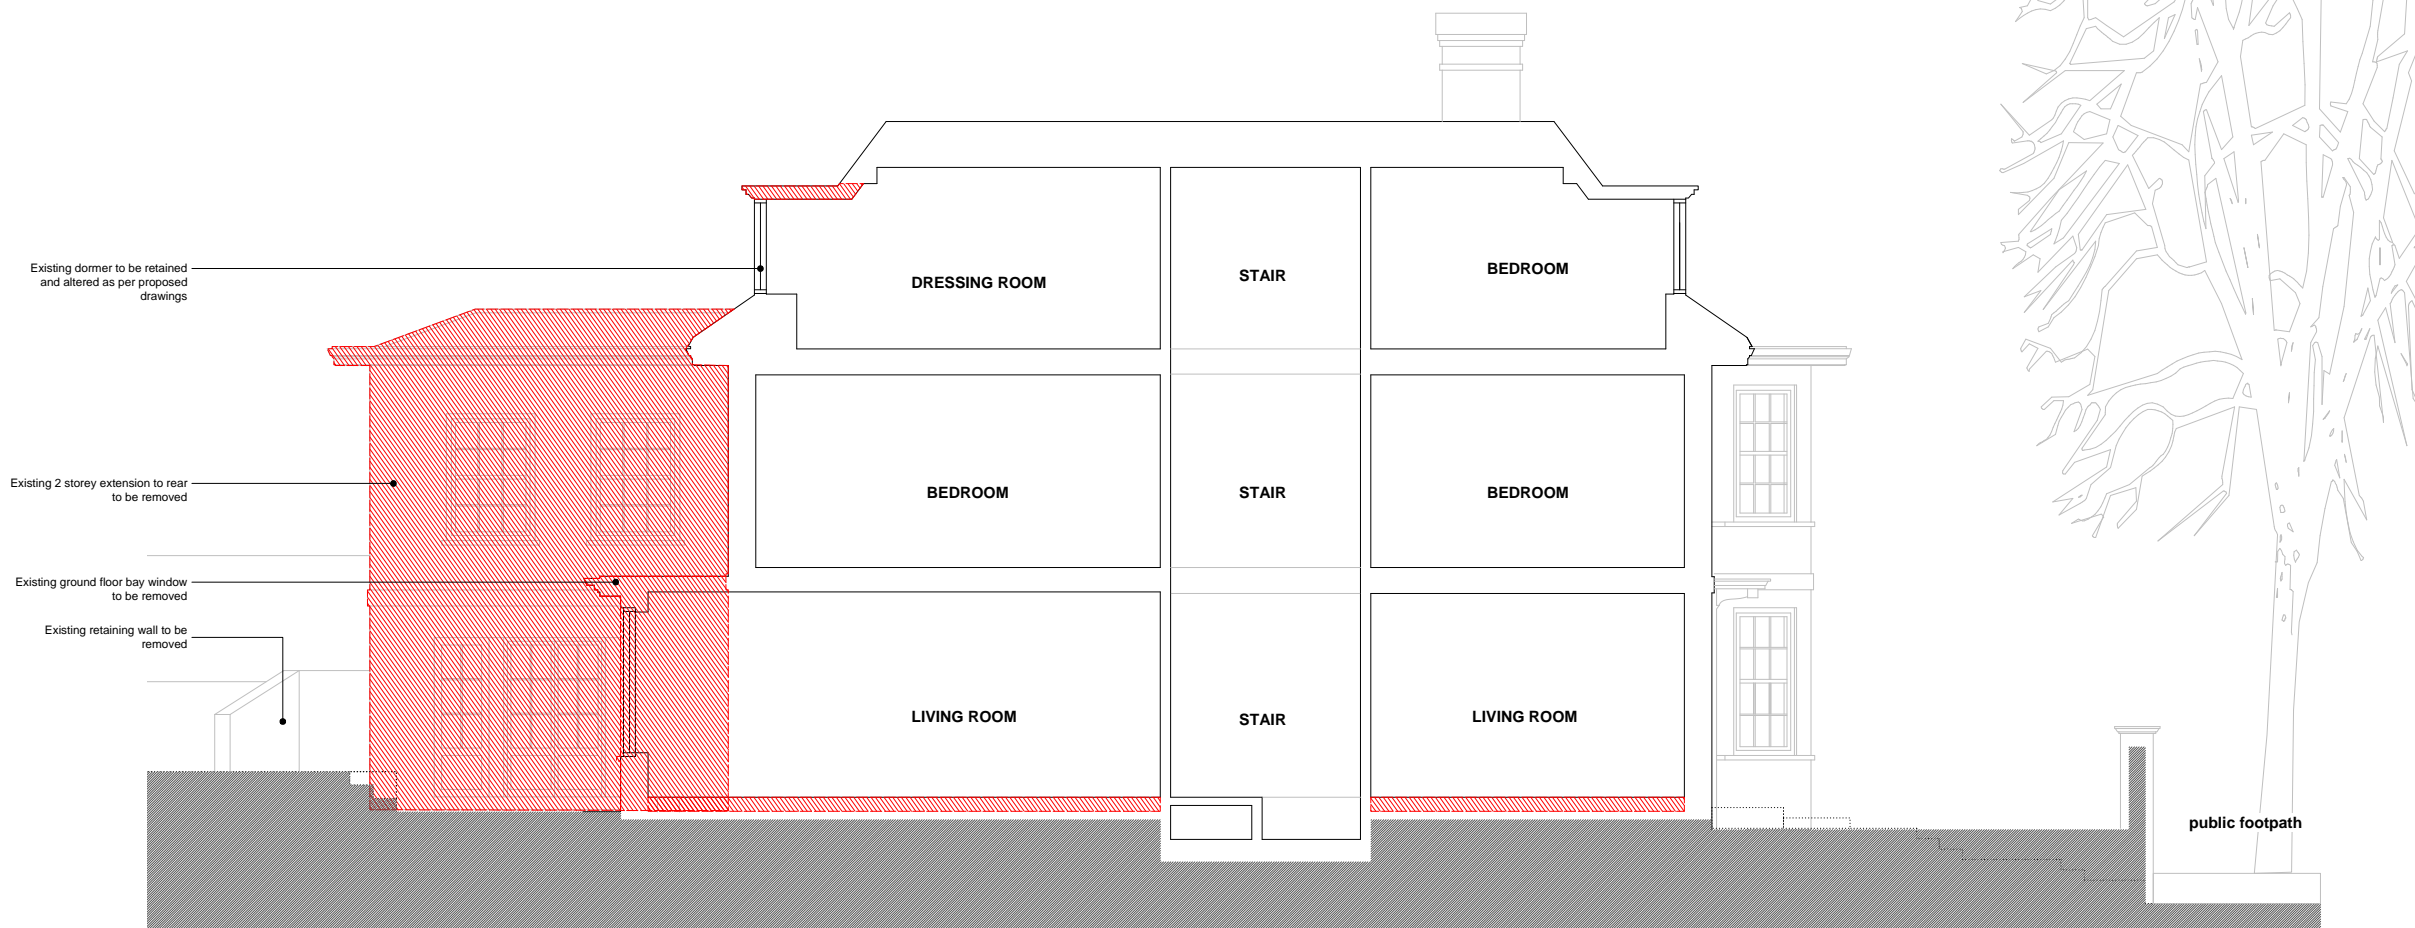 Existing dormer to be retained
and altered as per proposed
drawings
DRESSING ROOM
STAIR
BEDROOM
Existing 2 storey extension to rear
to be removed
BEDROOM
STAIR
BEDROOM
Existing ground floor bay window
to be removed
Existing retaining wall to be
removed
LIVING ROOM
STAIR
LIVING ROOM
public footpath